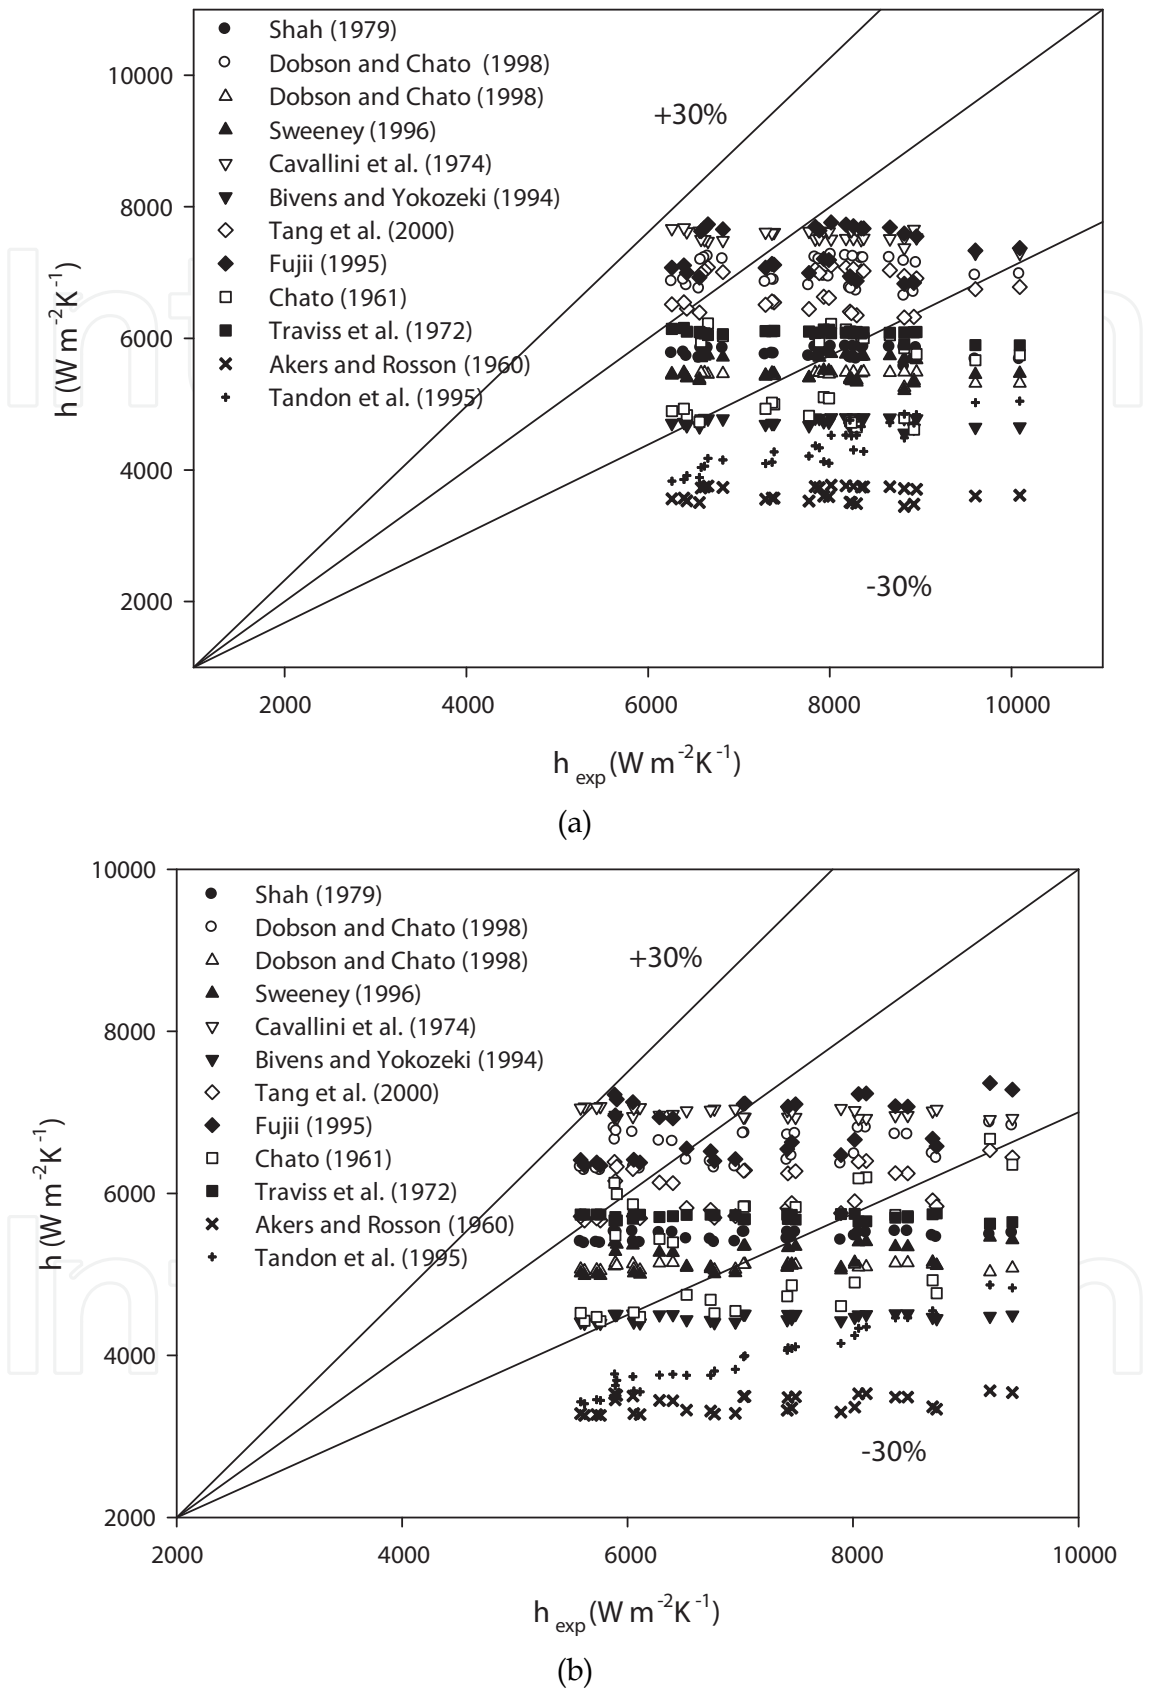 Shah (1979)
Dobson and Chato (1998)
10000
Dobson and Chato (1998)
+30%
Sweeney (1996)
Cavallini et al. (1974)
Bivens and Yokozeki (1994)
8000
Tang et al. (2000)
Fujii (1995)
Chato (1961)
h (W m-2K-1)
Traviss et al. (1972)
6000
Akers and Rosson (1960)
Tandon et al. (1995)
4000
2000
-30%
2000 4000 6000 8000 10000
h exp (W m-2K-1)
(a)
10000
Shah (1979)
Dobson and Chato (1998)
Dobson and Chato (1998)
+30%
Sweeney (1996)
8000
Cavallini et al. (1974)
Bivens and Yokozeki (1994)
Tang et al. (2000)
Fujii (1995)
Chato (1961)
h (W m-2K-1)
6000
Traviss et al. (1972)
Akers and Rosson (1960)
Tandon et al. (1995)
4000
-30%
2000
2000 4000 6000 8000 10000
h exp (W m-2K-1)
(b)